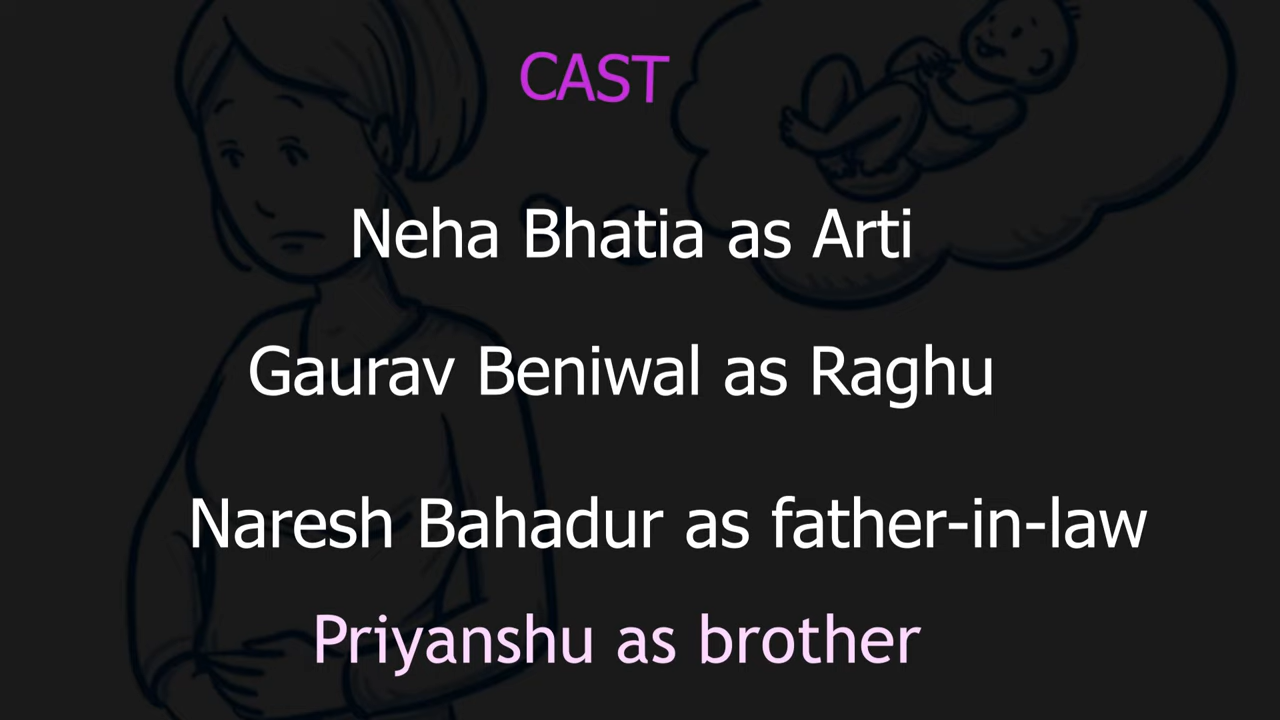 CAST
Neha Bhatia as Arti
Gaurav Beniwal as Raghu
Naresh Bahadur as father-in-law
Priyanshu as brother